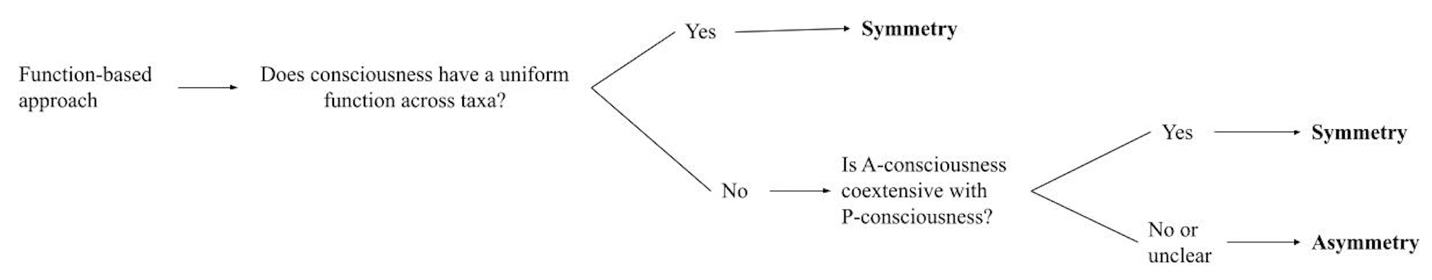 Function-based
approach
Does consciousness have a uniform
function across taxa?
Yes
Symmetry
No
Is A-consciousness
coextensive with
P-consciousness?
Yes
Symmetry
No or
unclear
Asymmetry